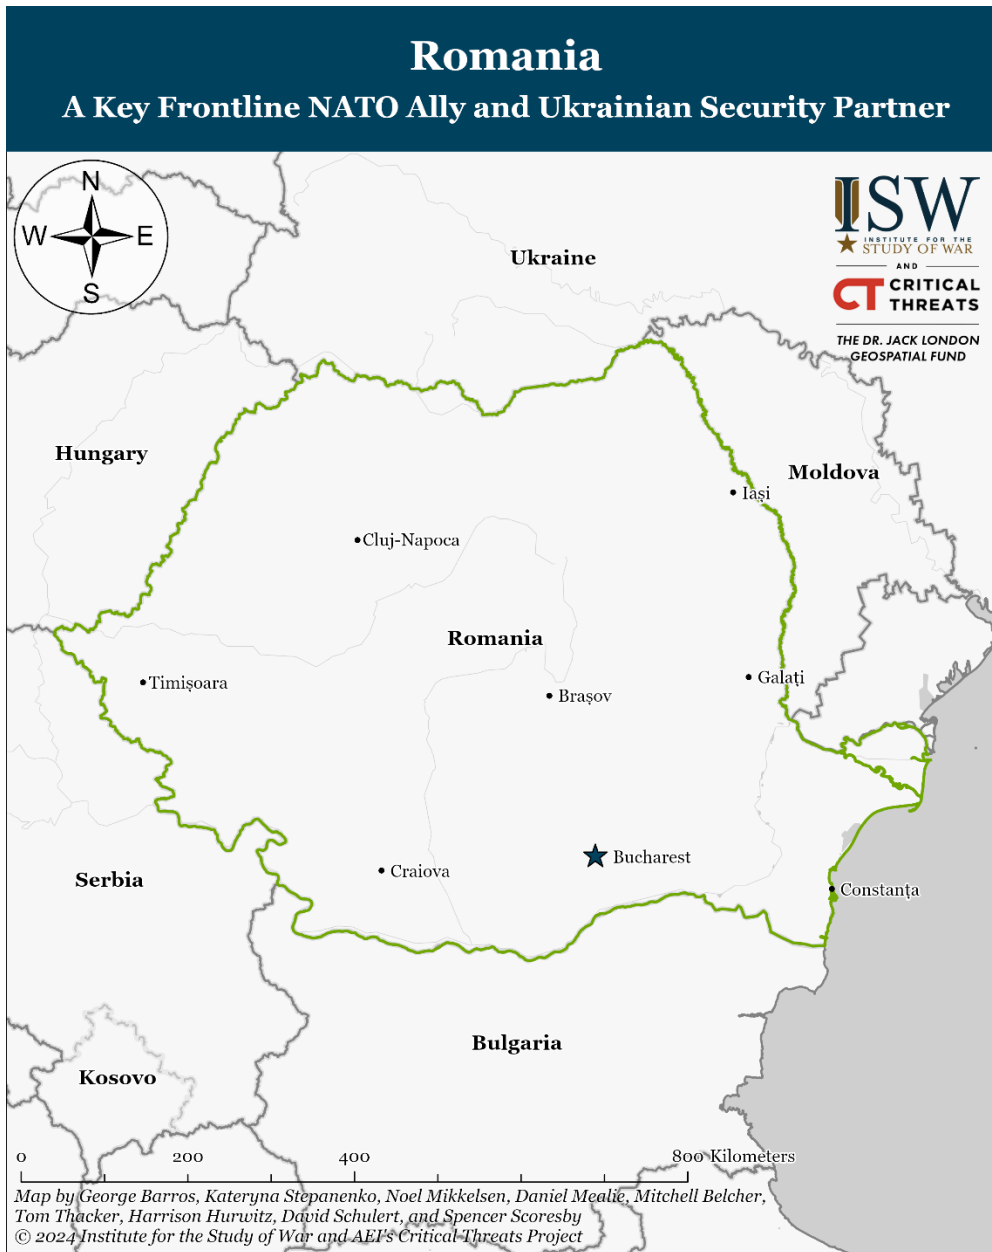 Romania
A Key Frontline NATO Ally and Ukrainian Security Partner
N
W E
S
ISW
INSTITUTE FOR THE
STUDY OF WAR
AND
CT CRITICAL
THREATS
THE DR. JACK LONDON
GEOSPATIAL FUND
Ukraine
Hungary
Moldova
Iași
Cluj-Napoca
Romania
Timișoara
Brașov
Galați
Serbia
Craiova
Bucharest
Constanța
Bulgaria
Kosovo
0 200 400 800 Kilometers
Map by George Barros, Kateryna Stepanenko, Noel Mikkelsen, Daniel Mealie, Mitchell Belcher,
Tom Thacker, Harrison Hurwitz, David Schulert, and Spencer Scoresby
© 2024 Institute for the Study of War and AEI's Critical Threats Project